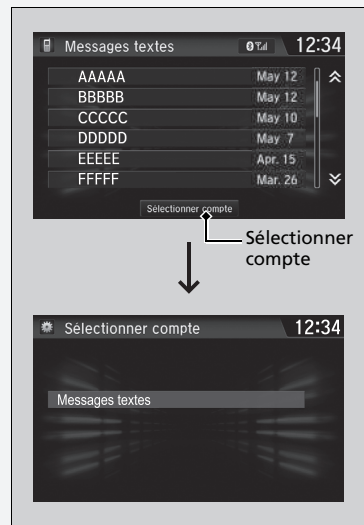 Messages textes 12:34
AAAAA May 12
BBBBB May 12
CCCCC May 10
DDDDD May 7
EEEEE Apr. 15
FFFFF Mar. 26
Sélectionner compte
Sélectionner
compte
Sélectionner compte 12:34
Messages textes